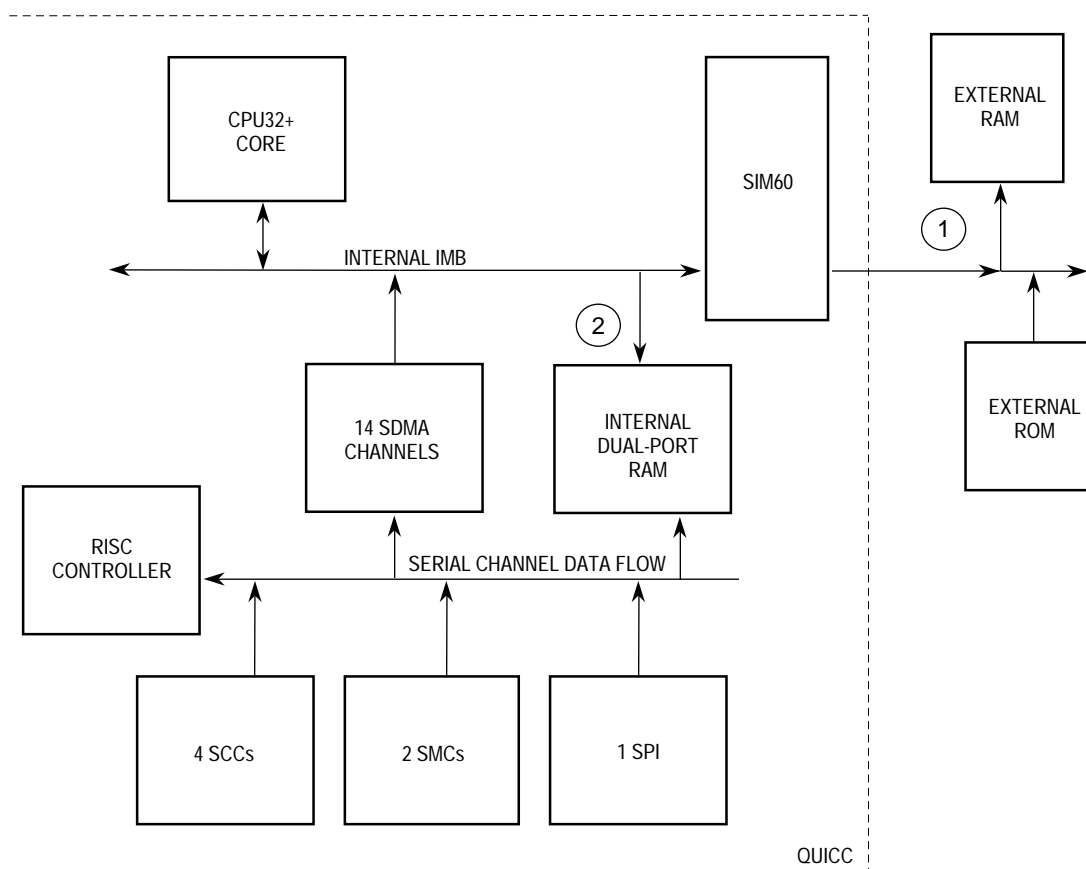 CPU32+
CORE
SIM60
EXTERNAL
RAM
1
INTERNAL IMB
2
14 SDMA
CHANNELS
INTERNAL
DUAL-PORT
RAM
EXTERNAL
ROM
RISC
CONTROLLER
SERIAL CHANNEL DATA FLOW
4 SCCs
2 SMCs
1 SPI
QUICC